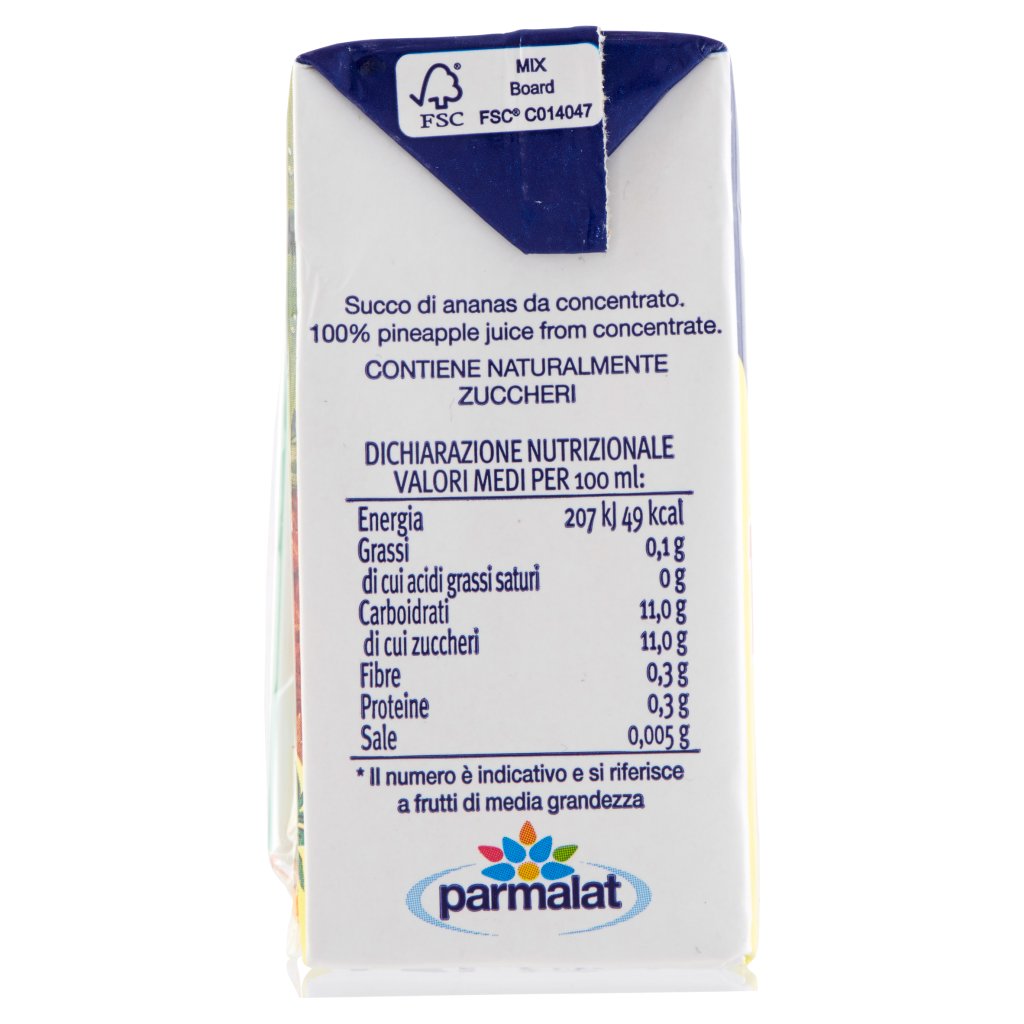 MIX
Board
FSC® C014047
FSC
Succo di ananas da concentrato.
100% pineapple juice from concentrate.
CONTIENE NATURALMENTE
ZUCCHERI
DICHIARAZIONE NUTRIZIONALE
VALORI MEDI PER 100 ml:
Energia 207 kJ 49 kcal
Grassi 0,1 g
di cui acidi grassi saturi 0 g
Carboidrati 11,0 g
di cui zuccheri 11,0 g
Fibre 0,3 g
Proteine 0,3 g
Sale 0,005 g
* Il numero è indicativo e si riferisce
a frutti di media grandezza
parmalat